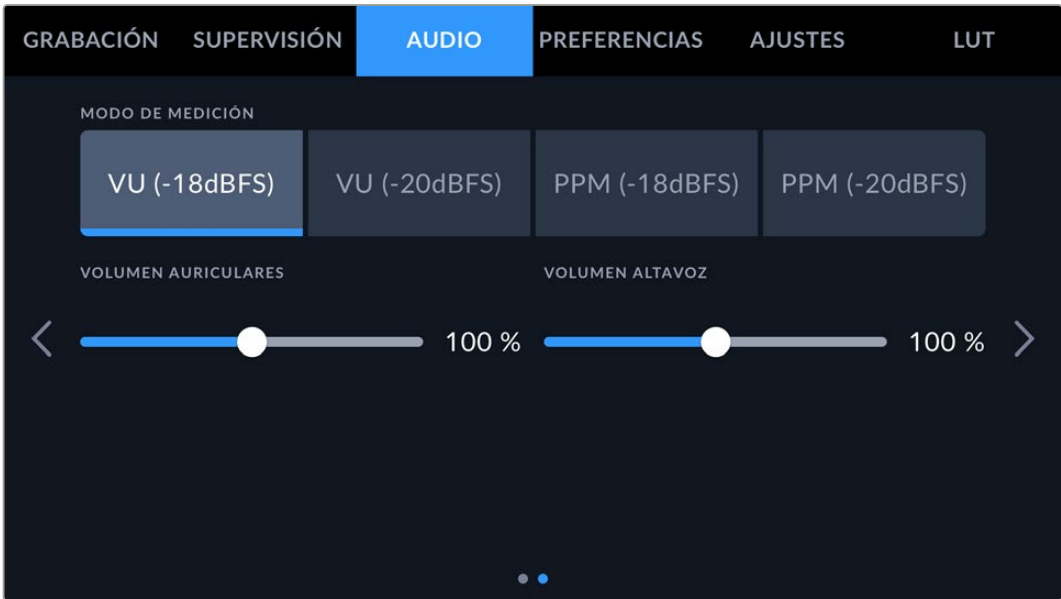 GRABACIÓN SUPERVISIÓN AUDIO PREFERENCIAS AJUSTES LUT
MODO DE MEDICIÓN
VU (-18dBFS) VU (-20dBFS) PPM (-18dBFS) PPM (-20dBFS)
VOLUMEN AURICULARES VOLUMEN ALTAVOZ
100 % 100 %